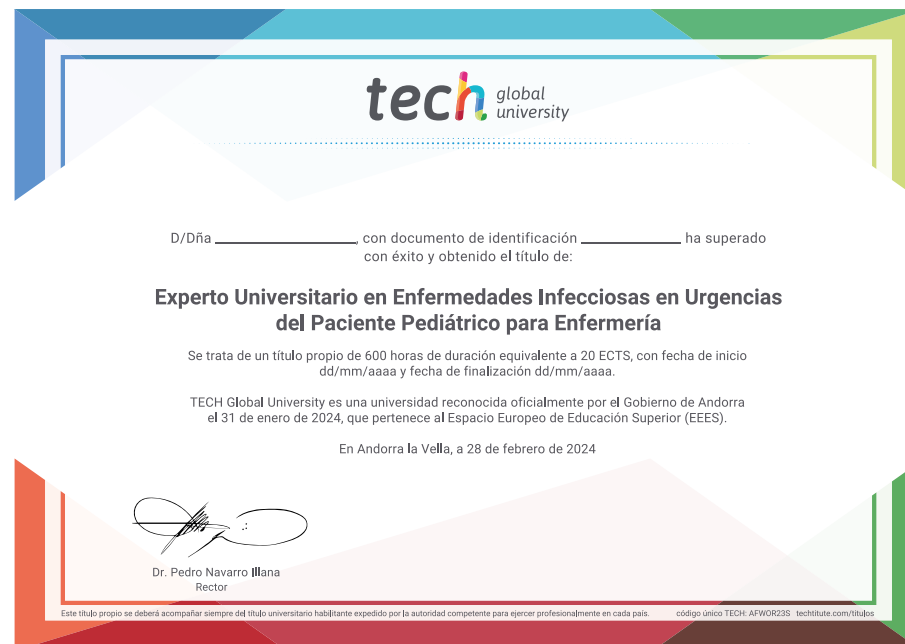 tech global university
D/Dña ______________________, con documento de identificación ______________ ha superado
con éxito y obtenido el título de:
Experto Universitario en Enfermedades Infecciosas en Urgencias
del Paciente Pediátrico para Enfermería
Se trata de un título propio de 600 horas de duración equivalente a 20 ECTS, con fecha de inicio
dd/mm/aaaa y fecha de finalización dd/mm/aaaa.
TECH Global University es una universidad reconocida oficialmente por el Gobierno de Andorra
el 31 de enero de 2024, que pertenece al Espacio Europeo de Educación Superior (EEES).
En Andorra la Vella, a 28 de febrero de 2024
Dr. Pedro Navarro Illana
Rector
Este título propio se deberá acompañar siempre del título universitario habilitante expedido por la autoridad competente para ejercer profesionalmente en cada país. código único TECH: AFWOR23S techtitute.com/titulos